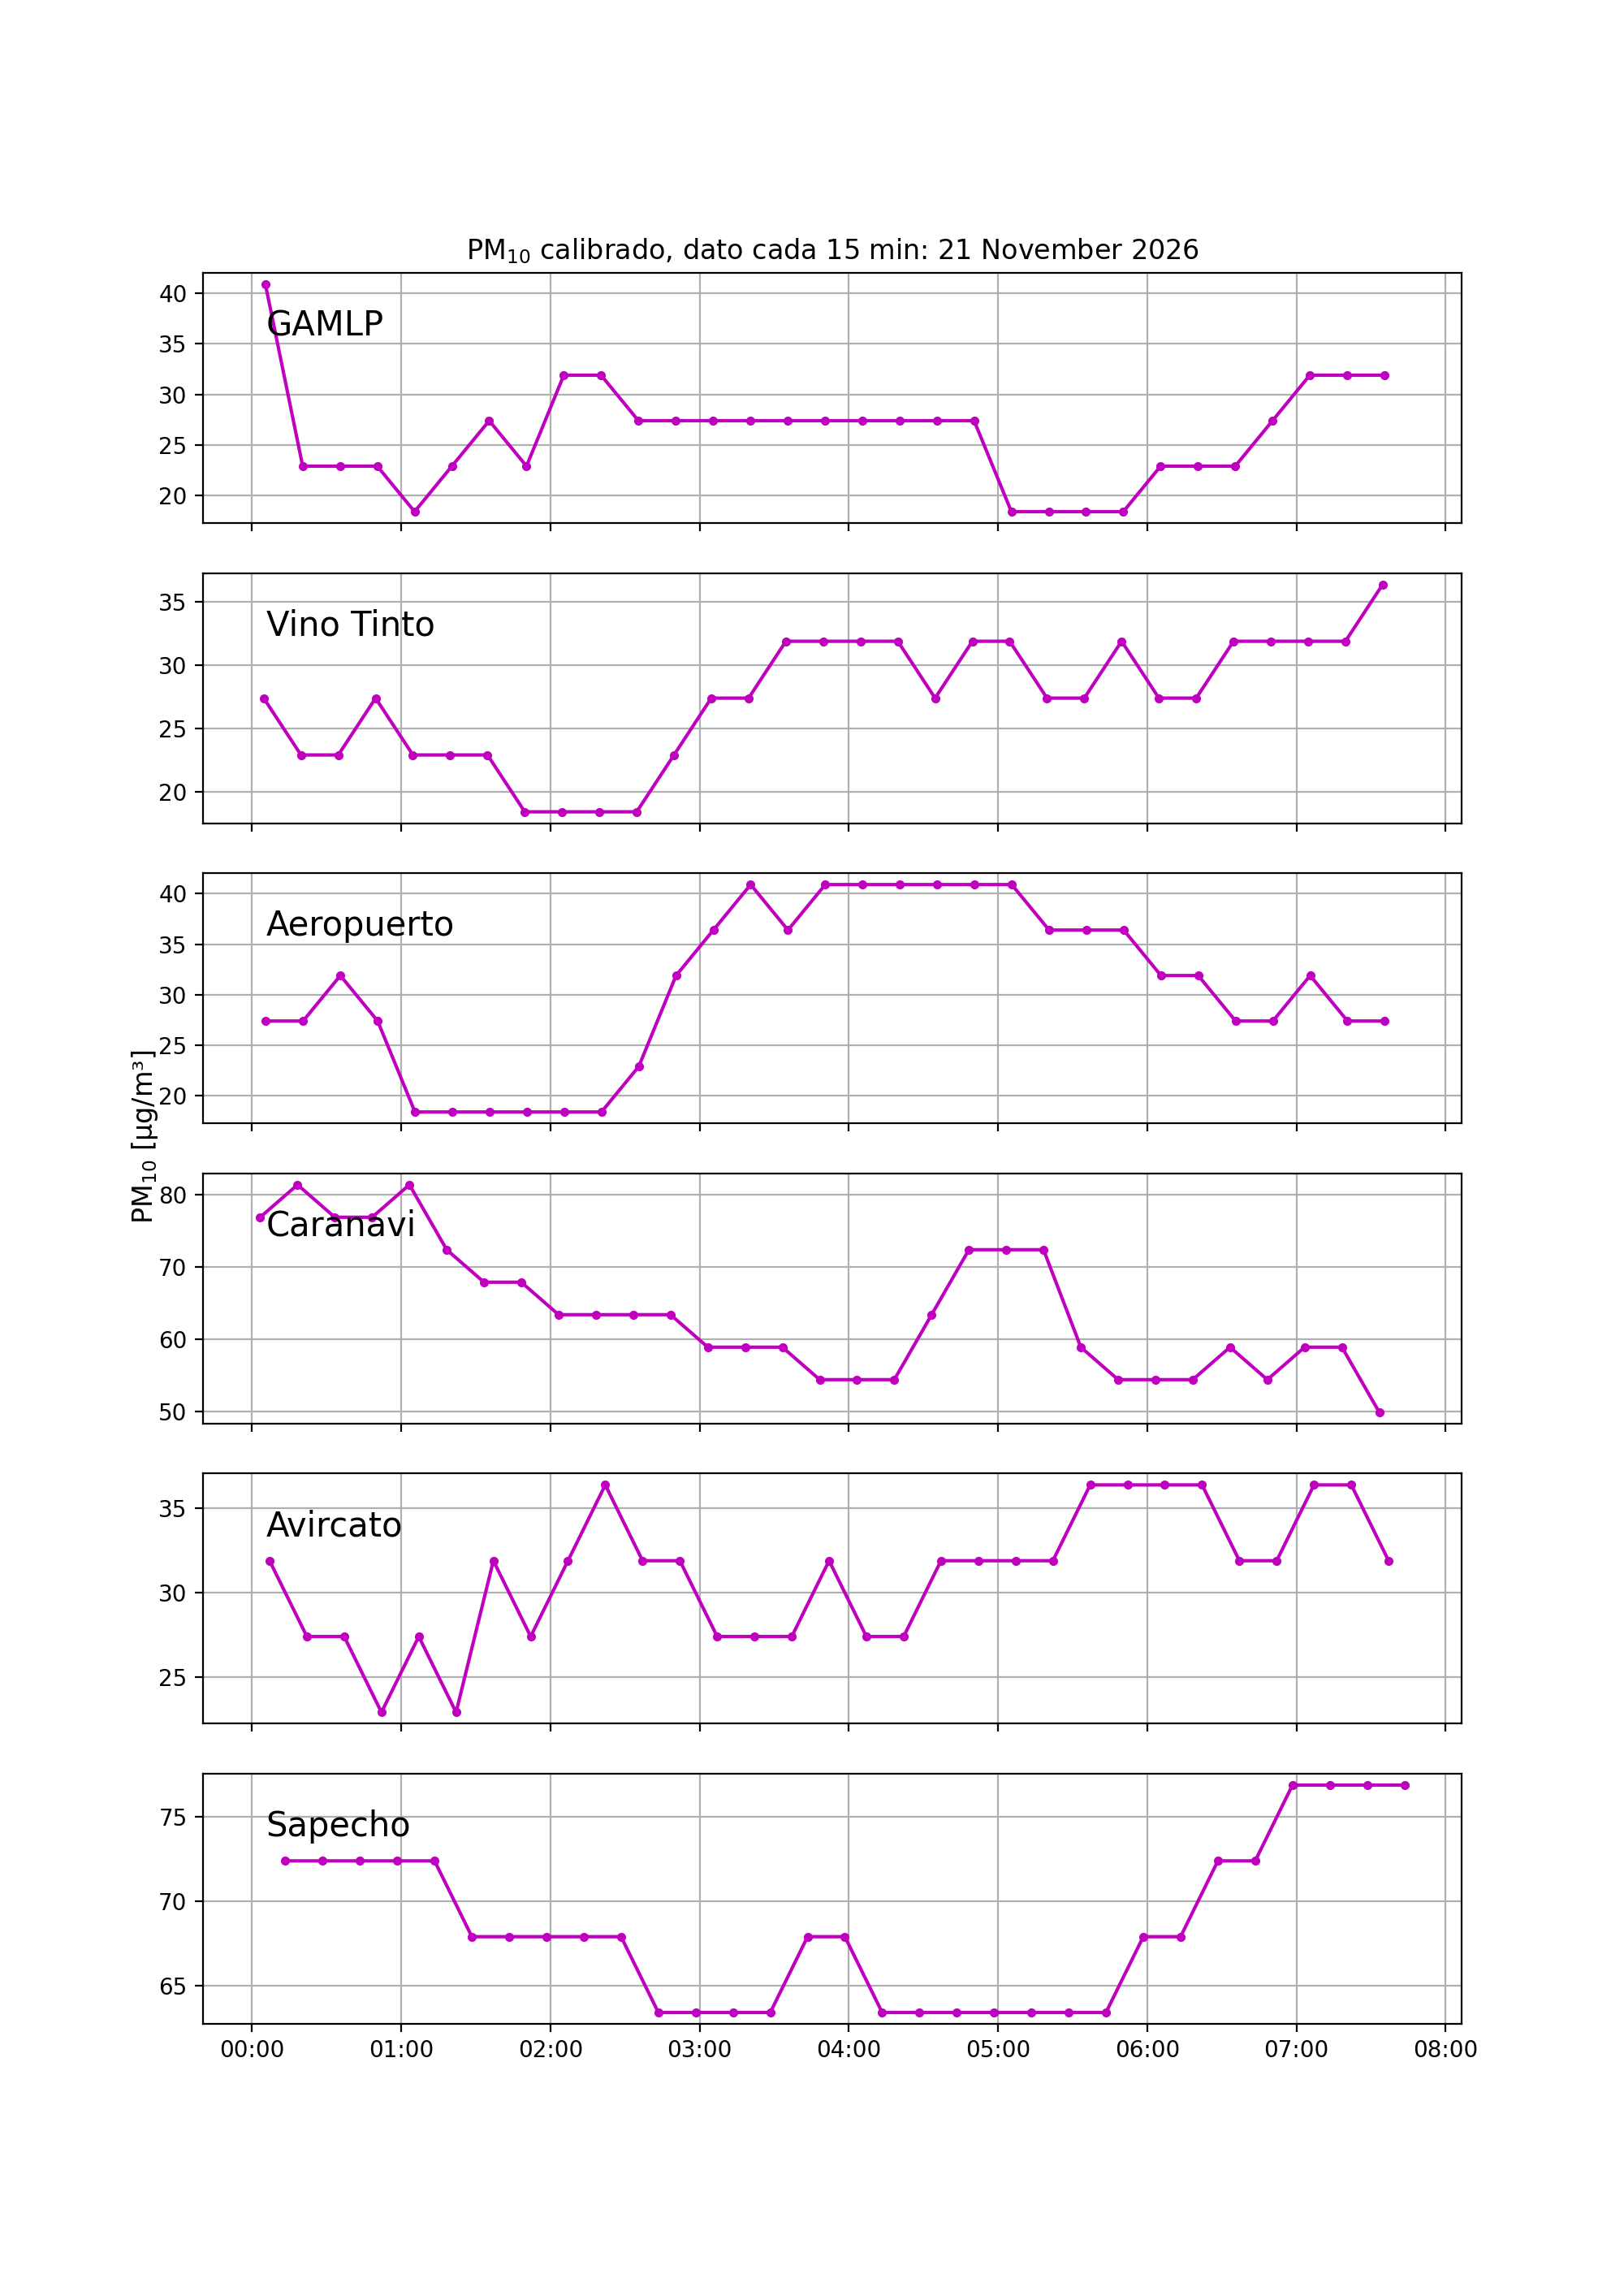 PM₁₀ calibrado, dato cada 15 min: 21 November 2026
40
35
30
25
20
GAMLP
35
30
25
20
Vino Tinto
40
35
30
25
20
Aeropuerto
PM₁₀ [µg/m³]
80
70
60
50
Caranavi
35
30
25
Avircato
75
70
65
Sapecho
00:00 01:00 02:00 03:00 04:00 05:00 06:00 07:00 08:00